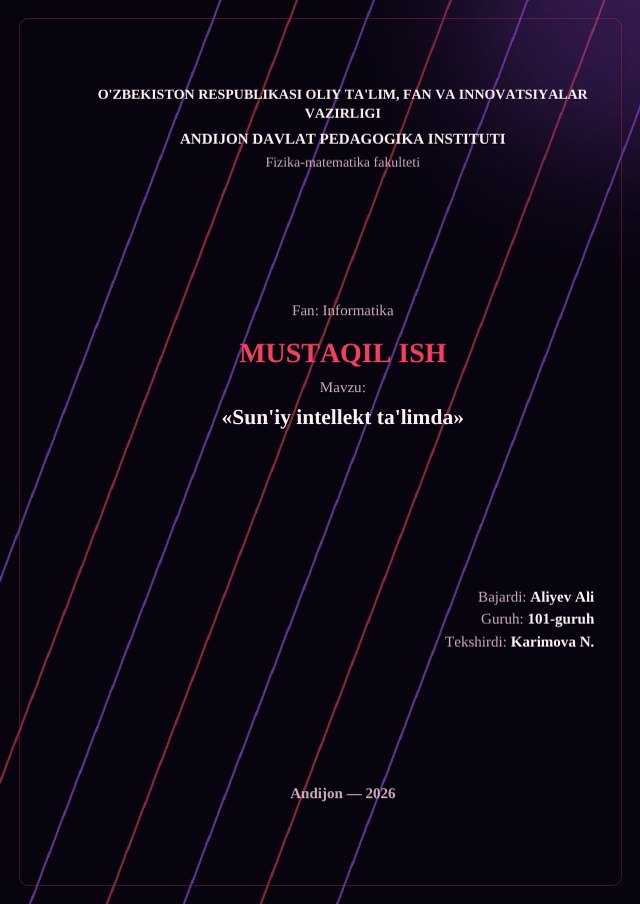 O'ZBEKISTON RESPUBLIKASI OLIY TA'LIM, FAN VA INNOVATSIYALAR
VAZIRLIGI
ANDIJON DAVLAT PEDAGOGIKA INSTITUTI
Fizika-matematika fakulteti
Fan: Informatika
MUSTAQIL ISH
Mavzu:
«Sun'iy intellekt ta'limda»
Bajardi: Aliyev Ali
Guruh: 101-guruh
Tekshirdi: Karimova N.
Andijon — 2026